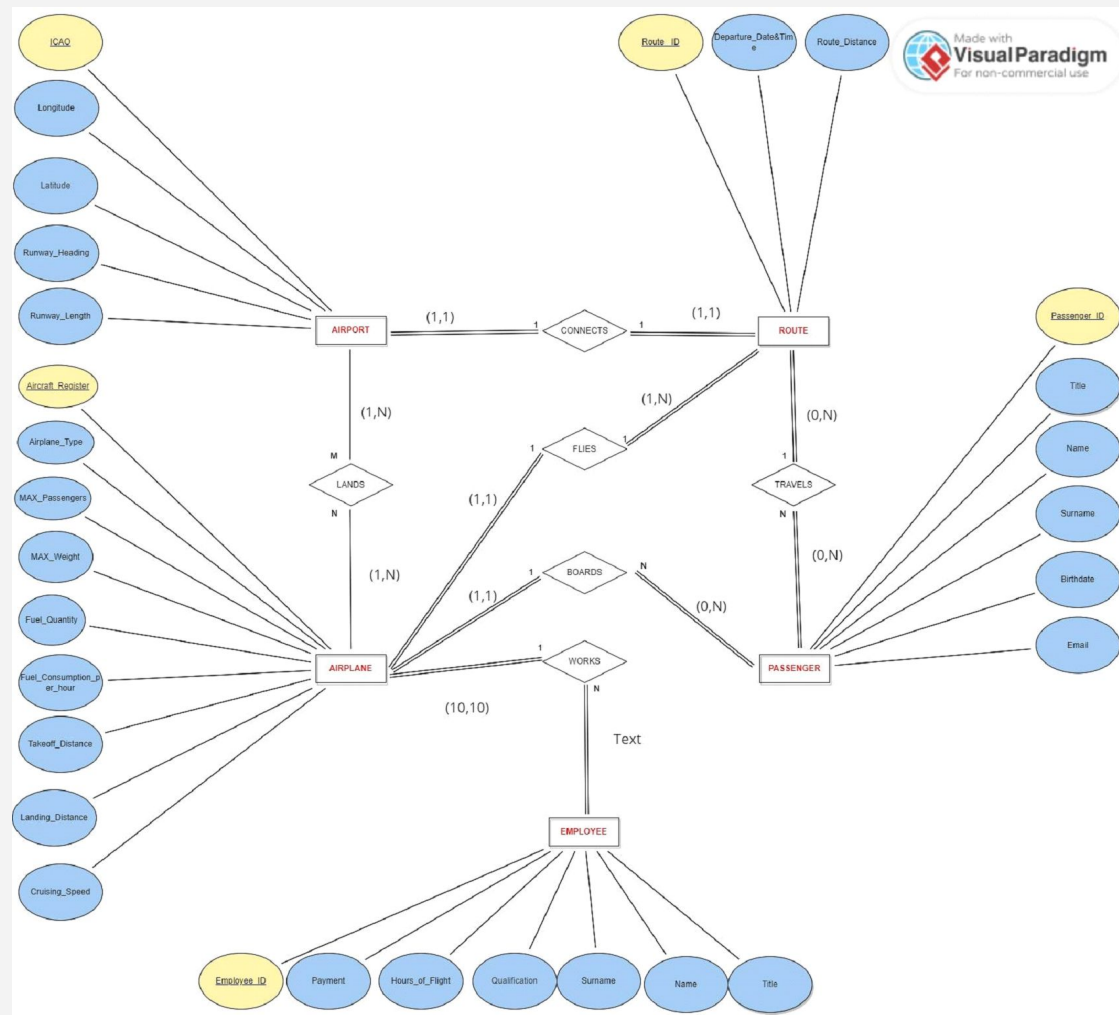 ICAO
Route_ID
Departure_Date&Tim
e
Route_Distance
Made with
Visual Paradigm
For non-commercial use
Longitude
Latitude
Runway_Heading
Runway_Length
AIRPORT
(1,1)
1
CONNECTS
1
(1,1)
ROUTE
Passenger_ID
Aircraft_Register
Title
(1,N)
(1,N)
(0,N)
Airplane_Type
M
1
FLIES
1
1
Name
MAX_Passengers
LANDS
TRAVELS
(1,1)
N
N
Surname
MAX_Weight
(1,N)
1
BOARDS
N
(0,N)
(1,1)
(0,N)
Birthdate
Fuel_Quantity
Email
AIRPLANE
1
WORKS
N
PASSENGER
Fuel_Consumption_p
er_hour
(10,10)
Takeoff_Distance
Text
Landing_Distance
EMPLOYEE
Cruising_Speed
Employee_ID
Payment
Hours_of_Flight
Qualification
Surname
Name
Title